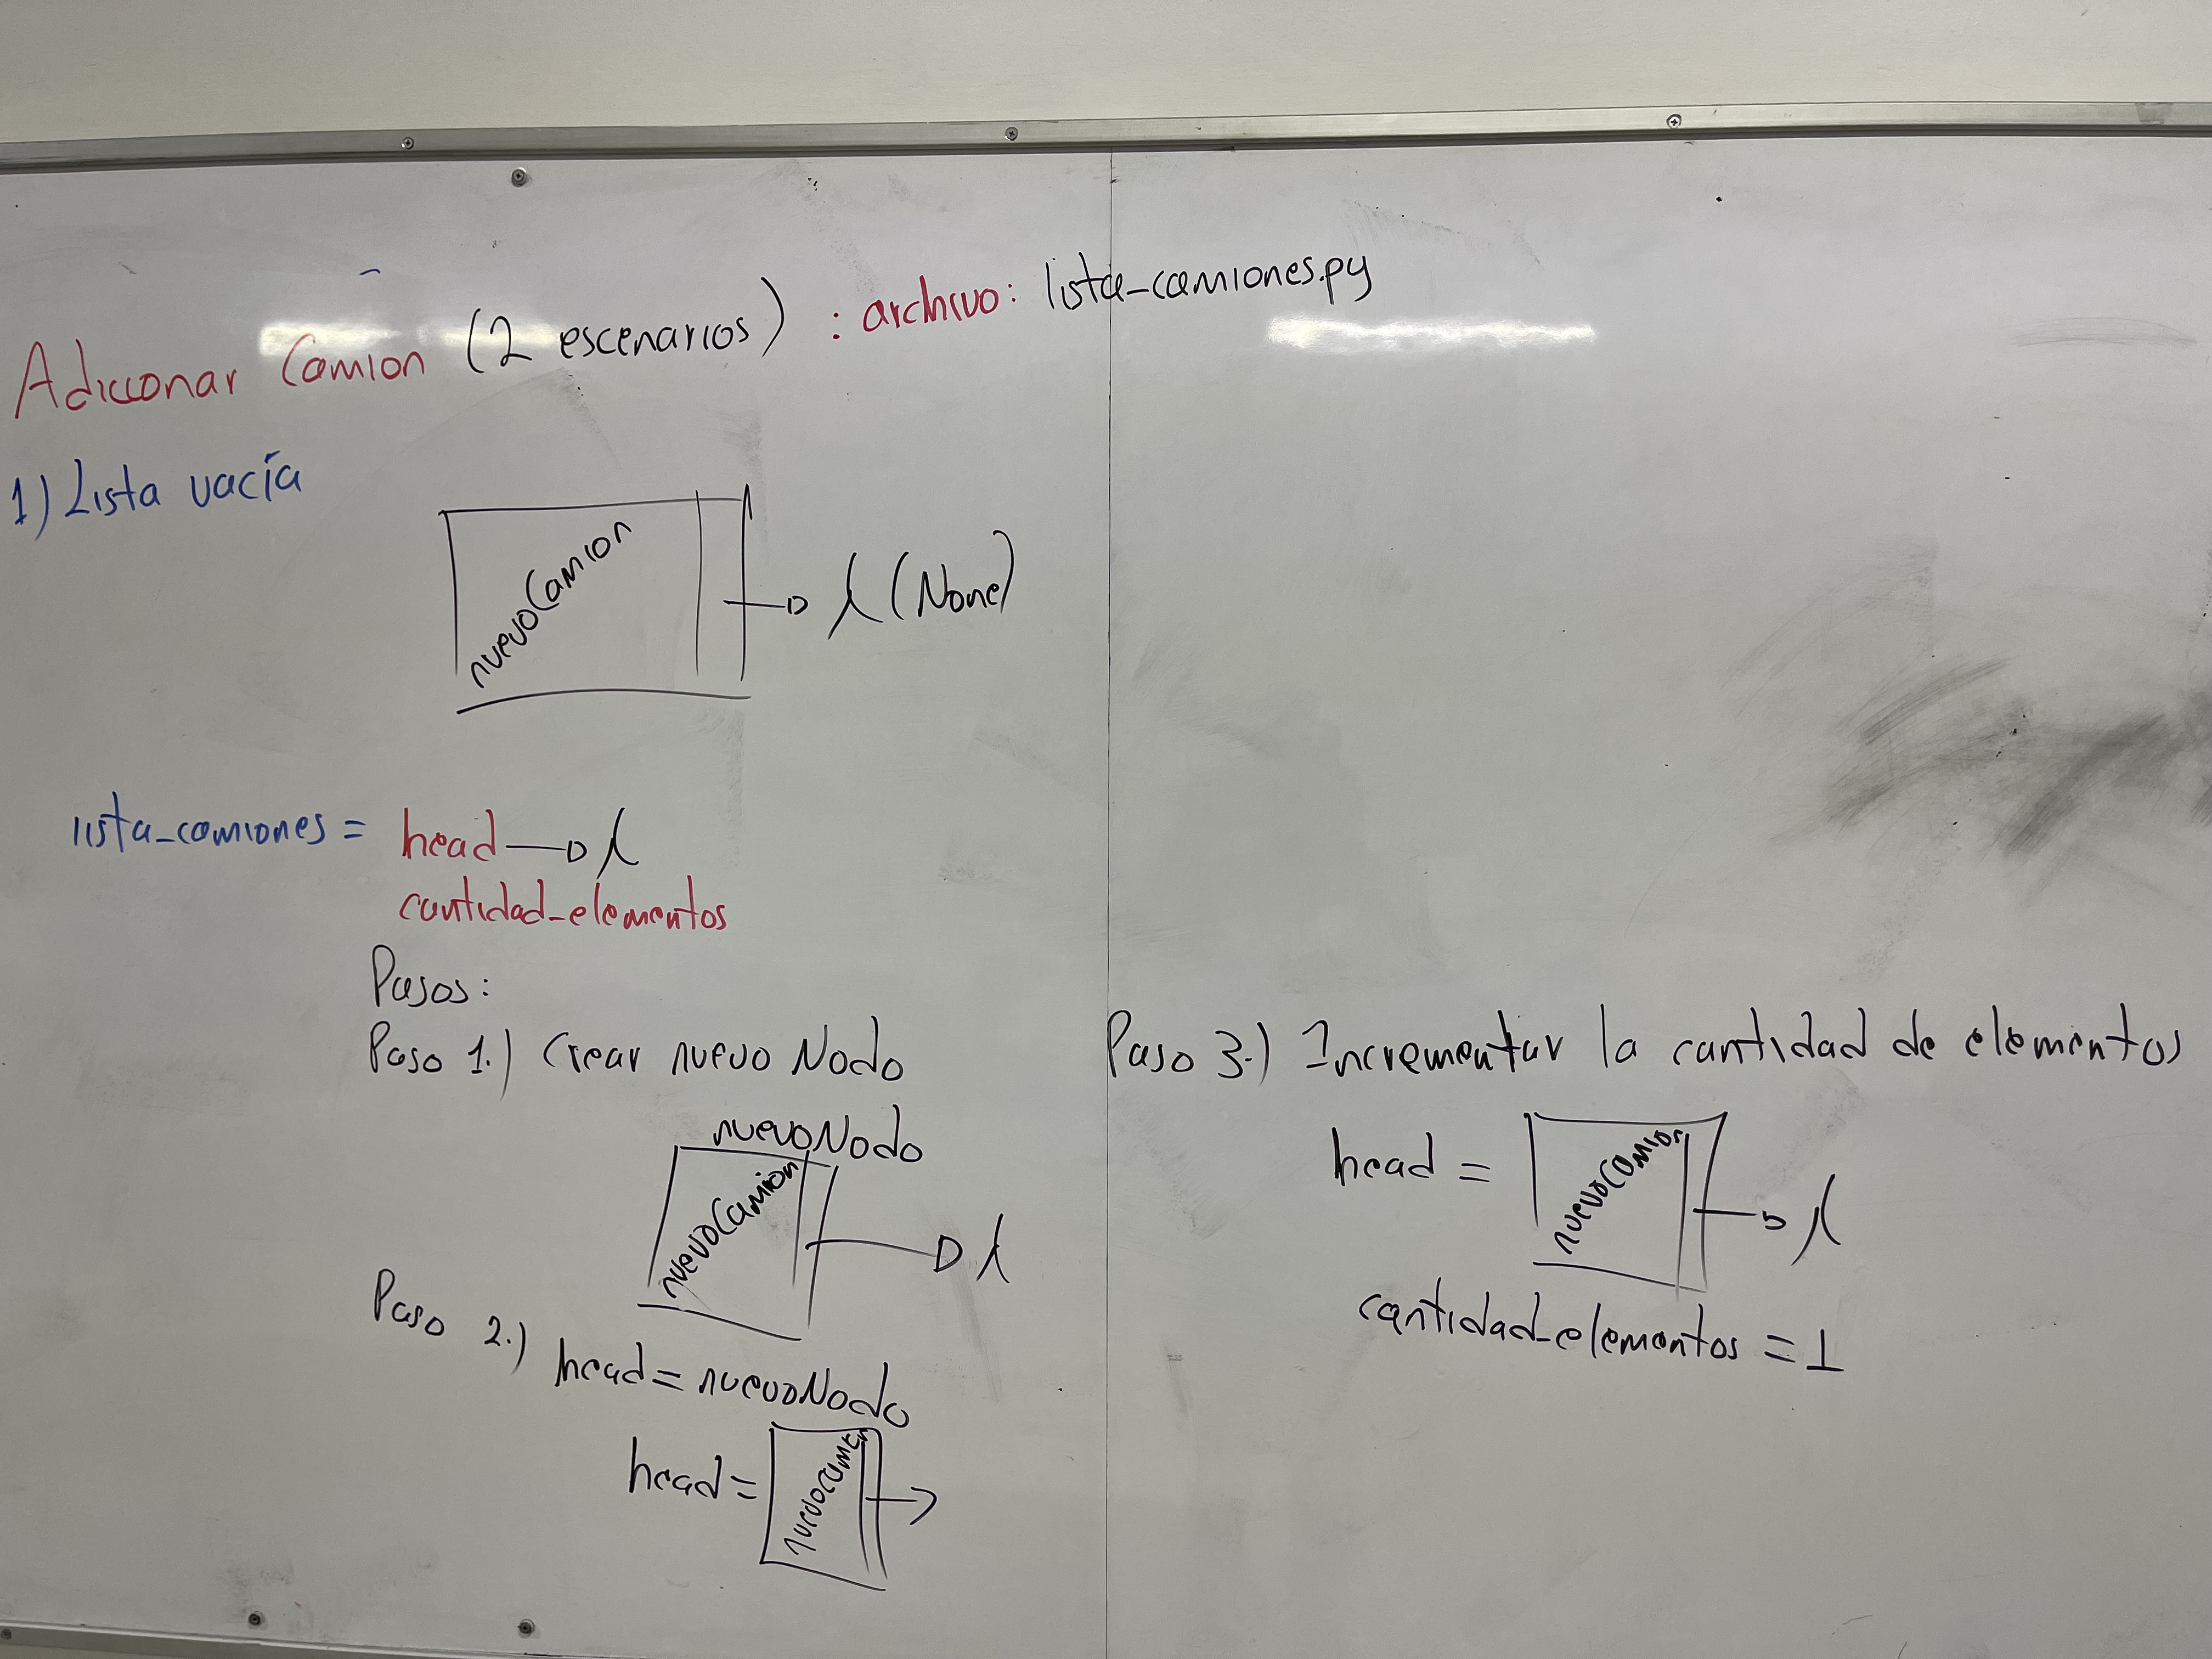 Adicionar Camion (2 escenarios) : archivo: lista_camiones.py
1) Lista vacía
nuevoCamion
λ (None)
lista_camiones = head λ
cantidad_elementos
Pasos:
Paso 1.) Crear nuevo Nodo
nuevoNodo
nuevoCamion
λ
Paso 2.) head = nuevoNodo
head = nuevoCamion
Paso 3.) Incrementar la cantidad de elementos
head = nuevoCamion λ
cantidad_elementos = 1